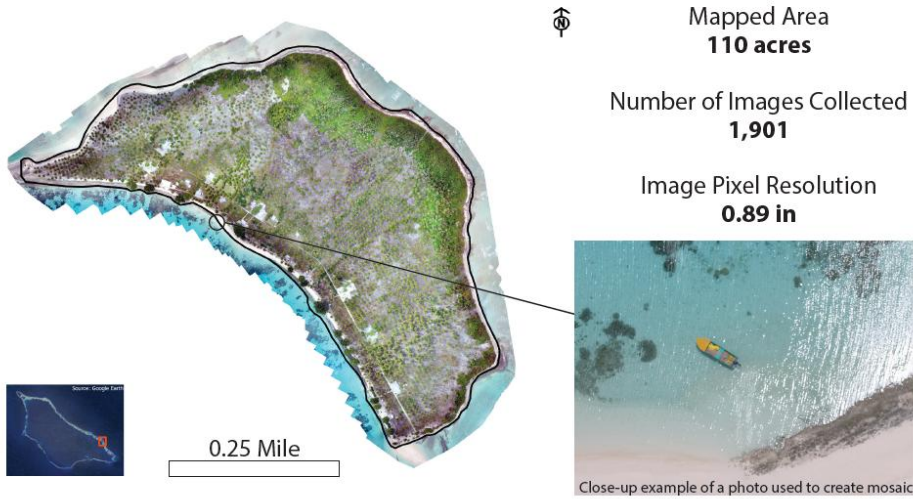 N
Mapped Area
110 acres
Number of Images Collected
1,901
Image Pixel Resolution
0.89 in
Source: Google Earth
0.25 Mile
Close-up example of a photo used to create mosaic